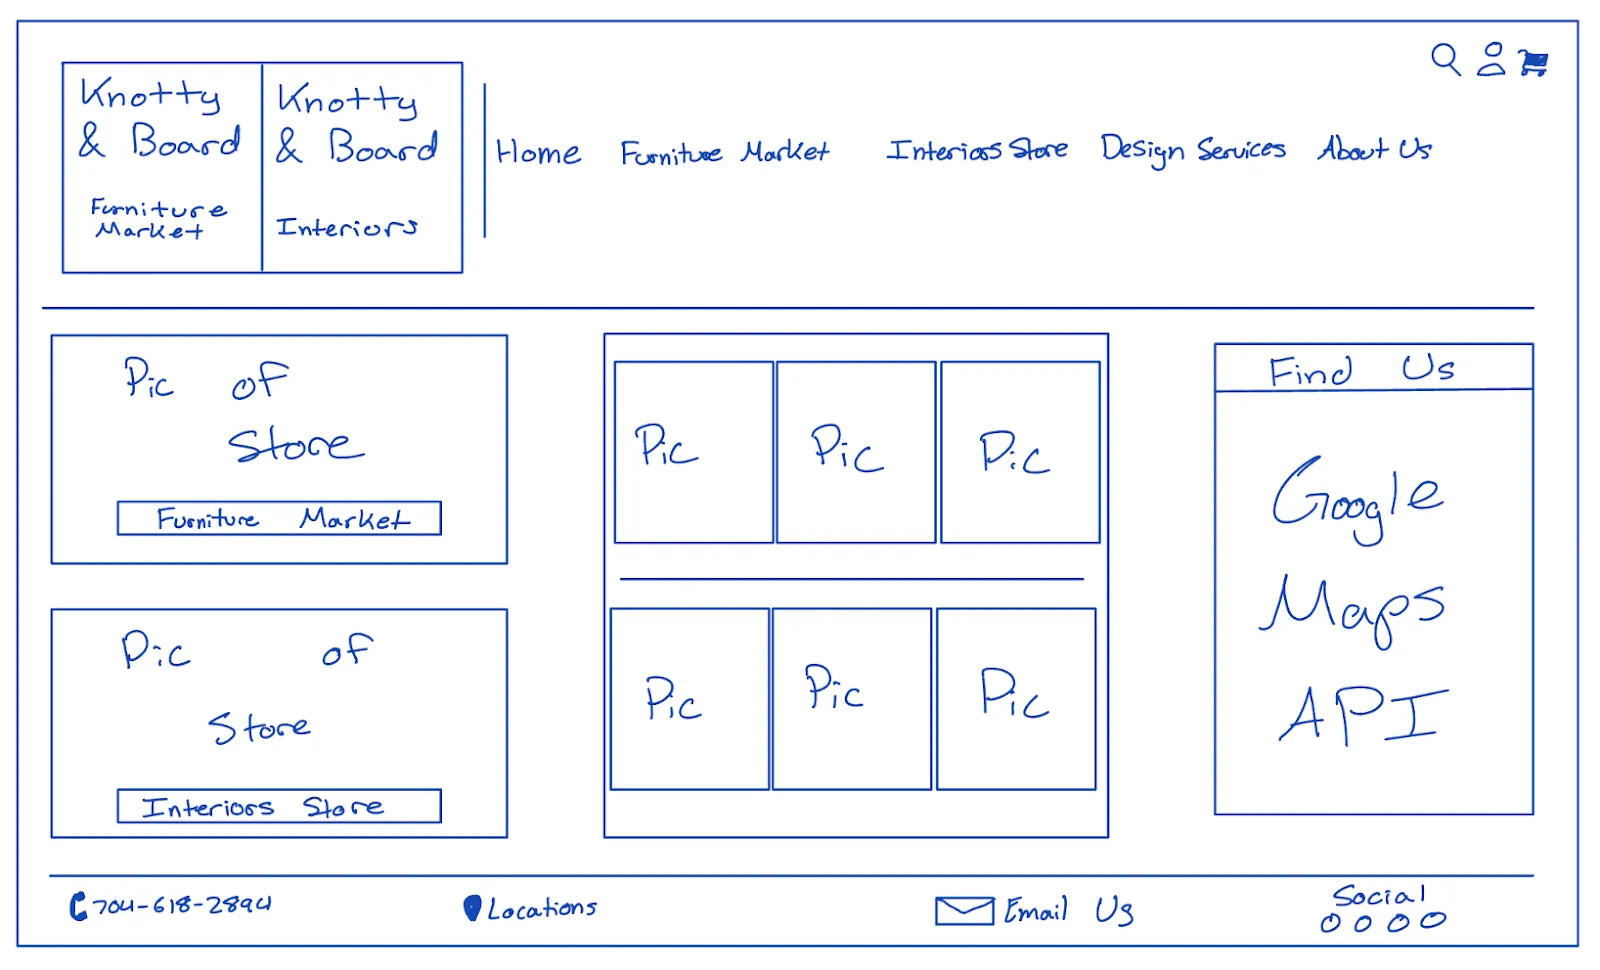 Knotty
& Board
Furniture
Market
Knotty
& Board
Interiors
Home Furniture Market Interiors Store Design Services About Us
Pic of
Store
Furniture Market
Pic of
Store
Interiors Store
Pic Pic Pic
Pic Pic Pic
Find Us
Google
Maps
API
704-618-2894
Locations
Email Us
Social